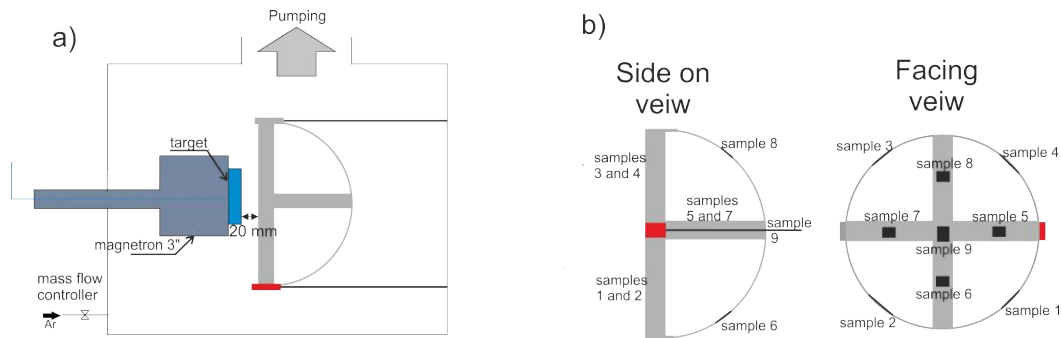 Pumping
a)
target
20 mm
magnetron 3"
mass flow
controller
Ar
b)
Side on
veiw
sample 8
samples
3 and 4
samples
5 and 7
sample
9
samples
1 and 2
sample 6
Facing
veiw
sample 3
sample 4
sample 8
sample 7
sample 5
sample 9
sample 6
sample 2
sample 1